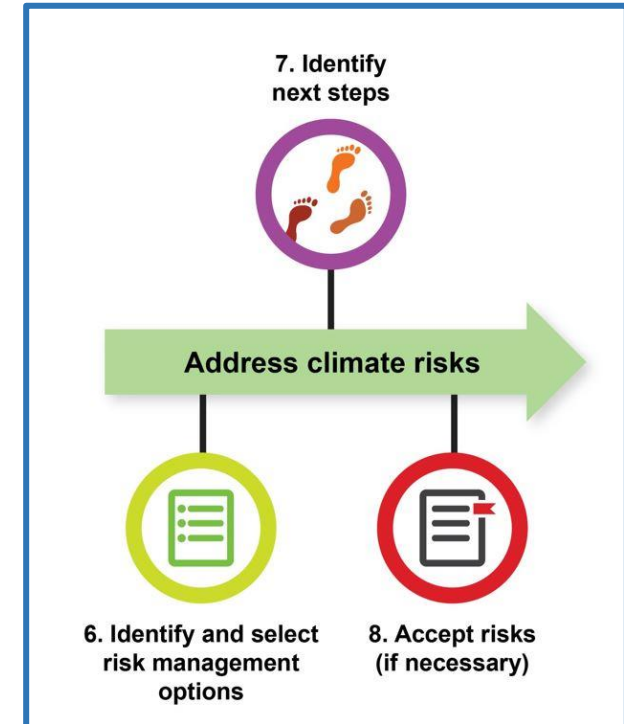 7. Identify
next steps
Address climate risks
6. Identify and select
risk management
options
8. Accept risks
(if necessary)